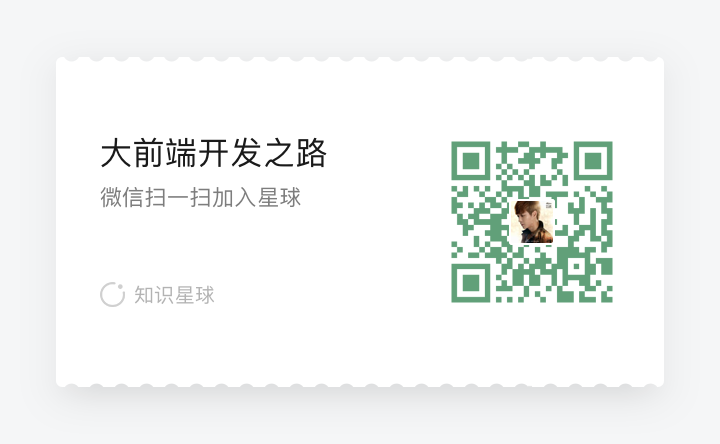 大前端开发之路
微信扫一扫加入星球
知识星球